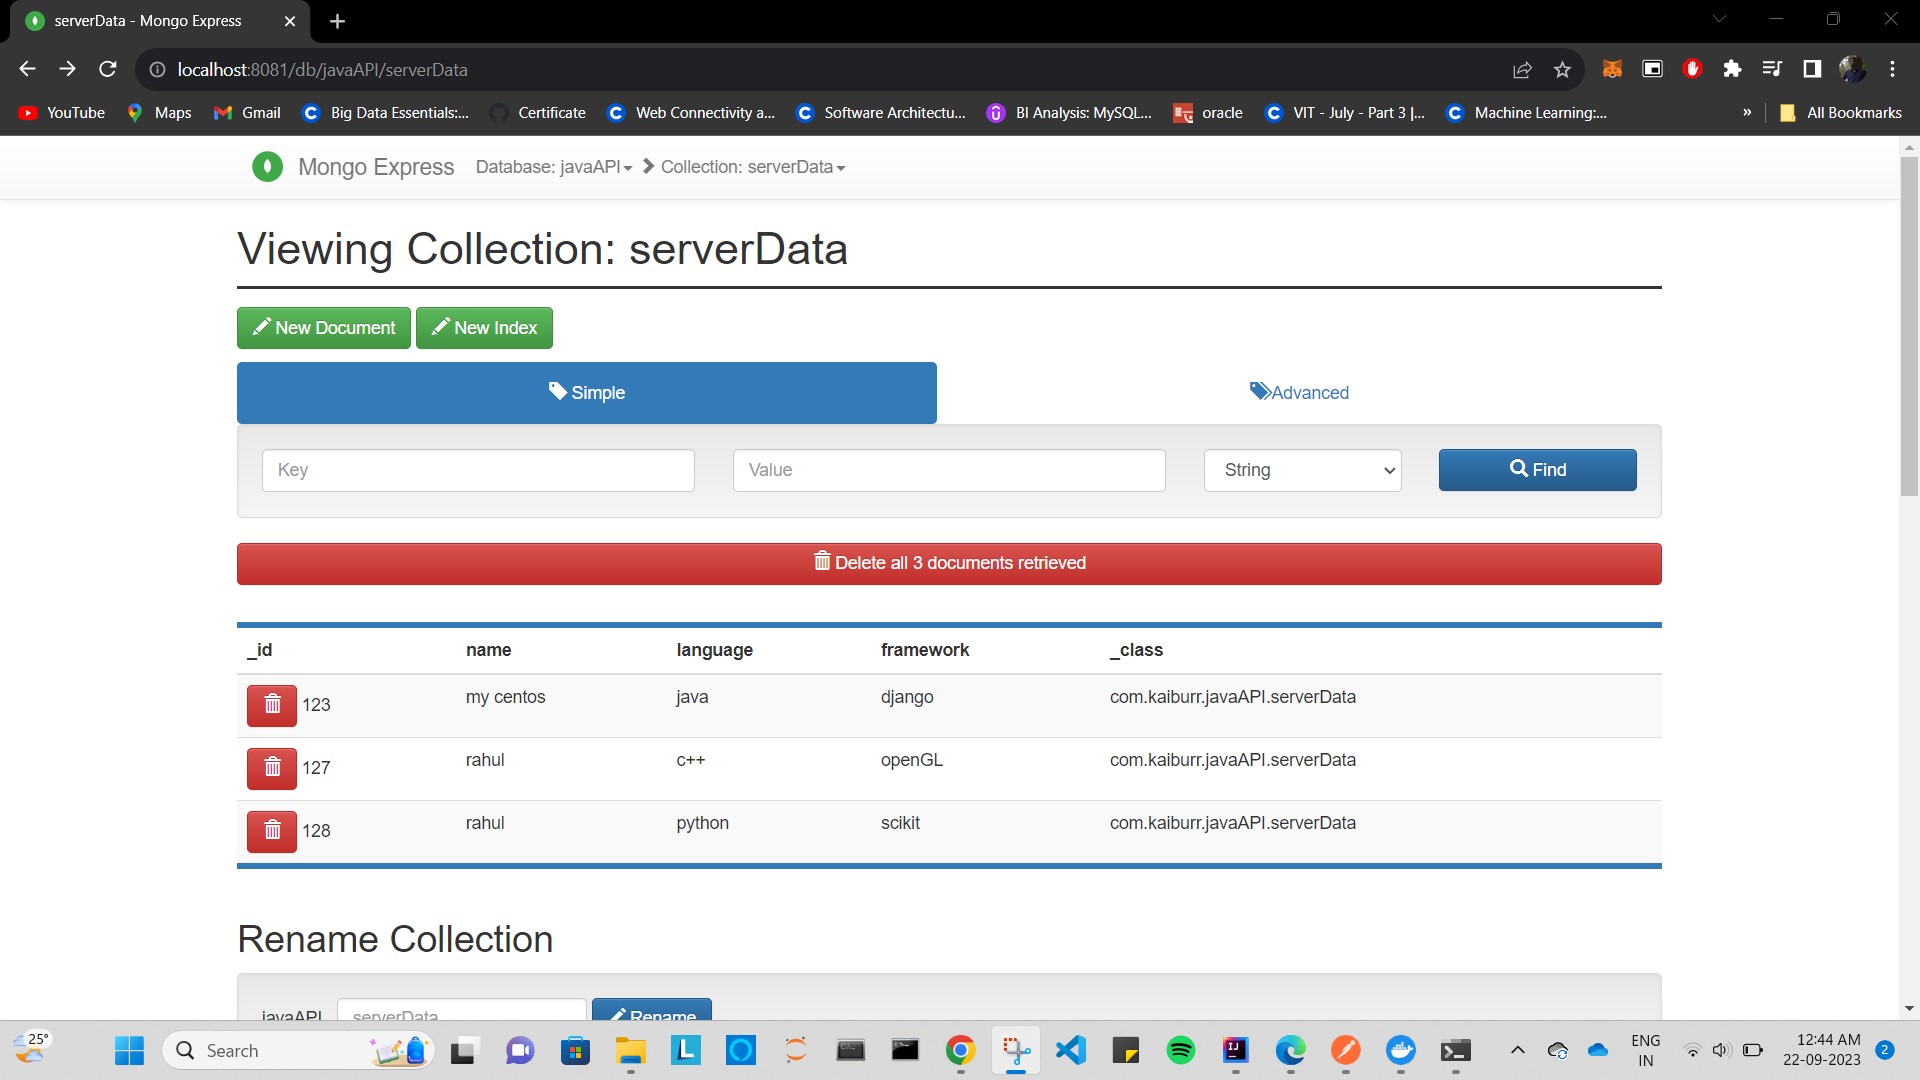 serverData - Mongo Express
localhost:8081/db/javaAPI/serverData
YouTube Maps Gmail Big Data Essentials:... Certificate Web Connectivity a... Software Architectu... BI Analysis: MySQL... oracle VIT - July - Part 3 |... Machine Learning:... » All Bookmarks
Mongo Express Database: javaAPI Collection: serverData
Viewing Collection: serverData
New Document New Index
Simple Advanced
Key Value String Find
Delete all 3 documents retrieved
_id name language framework _class
123 my centos java django com.kaiburr.javaAPI.serverData
127 rahul c++ openGL com.kaiburr.javaAPI.serverData
128 rahul python scikit com.kaiburr.javaAPI.serverData
Rename Collection
javaAPI serverData Rename
25° Search ENG 12:44 AM
IN 22-09-2023 2